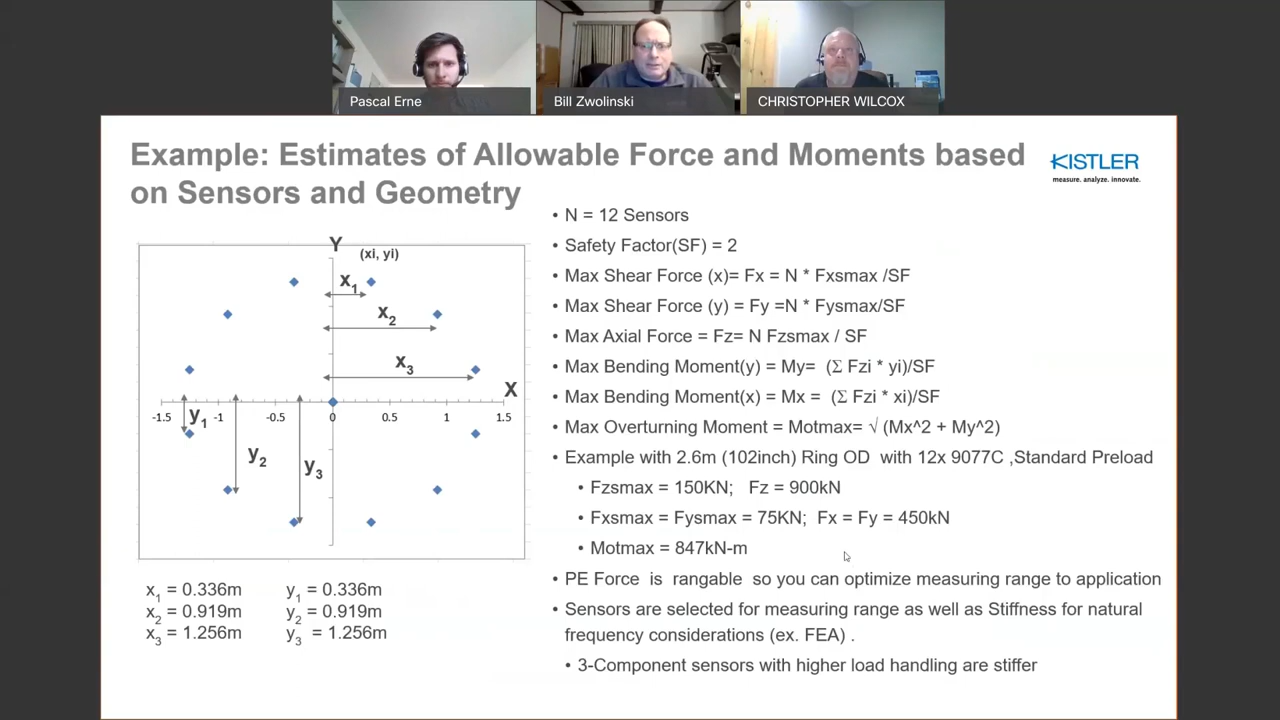 Pascal Erne
Bill Zwolinski
CHRISTOPHER WILCOX
Example: Estimates of Allowable Force and Moments based
on Sensors and Geometry
KISTLER
measure. analyze. innovate.
Y
(xi, yi)
x1
x2
x3
X
-1.5
-1
-0.5
0
0.5
1
1.5
y1
y2
y3
x1 = 0.336m y1 = 0.336m
x2 = 0.919m y2 = 0.919m
x3 = 1.256m y3 = 1.256m
• N = 12 Sensors
• Safety Factor(SF) = 2
• Max Shear Force (x)= Fx = N * Fxsmax /SF
• Max Shear Force (y) = Fy =N * Fysmax/SF
• Max Axial Force = Fz= N Fzsmax / SF
• Max Bending Moment(y) = My= (Σ Fzi * yi)/SF
• Max Bending Moment(x) = Mx = (Σ Fzi * xi)/SF
• Max Overturning Moment = Motmax= √ (Mx^2 + My^2)
• Example with 2.6m (102inch) Ring OD with 12x 9077C ,Standard Preload
• Fzsmax = 150KN; Fz = 900kN
• Fxsmax = Fysmax = 75KN; Fx = Fy = 450kN
• Motmax = 847kN-m
• PE Force is rangable so you can optimize measuring range to application
• Sensors are selected for measuring range as well as Stiffness for natural
frequency considerations (ex. FEA) .
• 3-Component sensors with higher load handling are stiffer